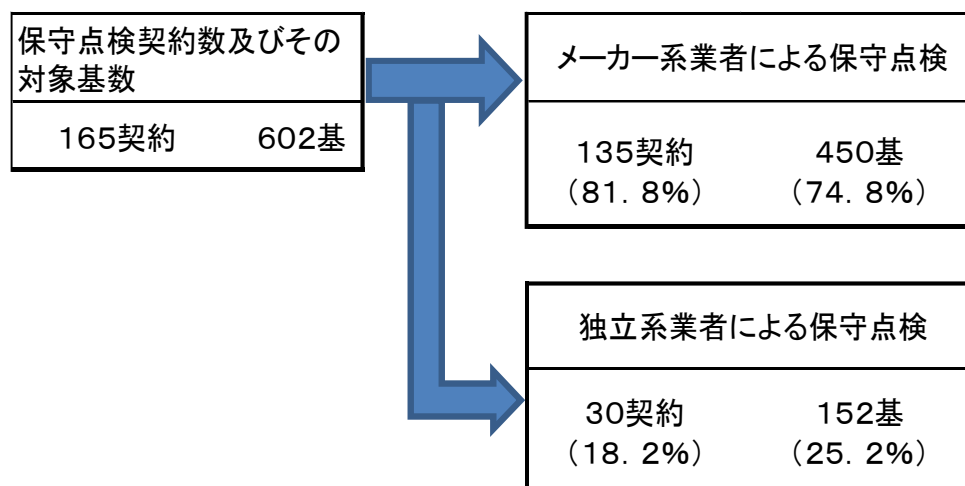 保守点検契約数及びその
対象基数
165契約 602基
メーカー系業者による保守点検
135契約 450基
（81．8%） （74．8%）
独立系業者による保守点検
30契約 152基
（18．2%） （25．2%）